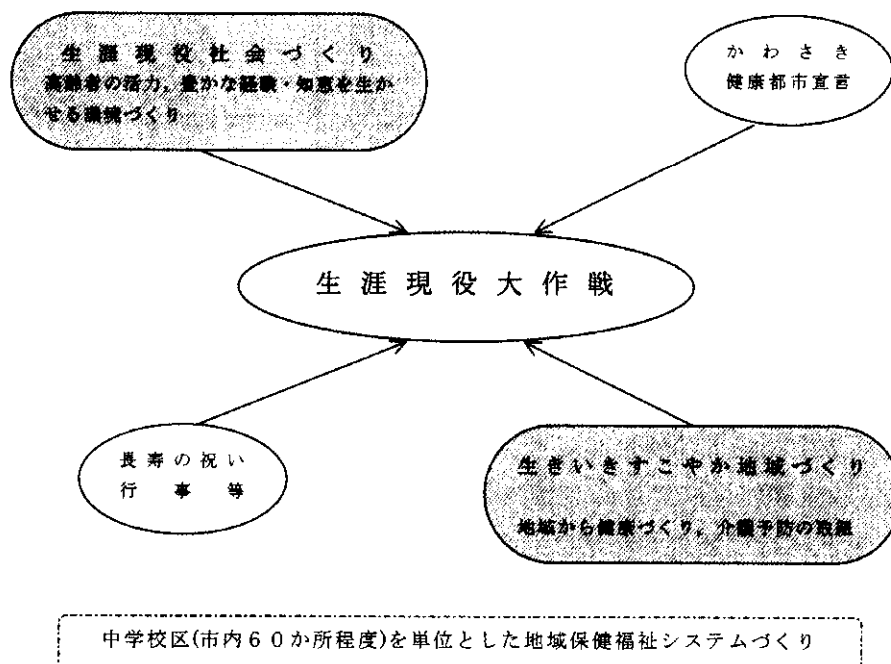 生涯現役社会づくり
高齢者の活力，豊かな経験・知恵を生か
せる環境づくり
かわさき
健康都市宣言
生涯現役大作戦
長寿の祝い
行事等
生きいきすこやか地域づくり
地域から健康づくり，介護予防の取組
中学校区(市内６０か所程度)を単位とした地域保健福祉システムづくり